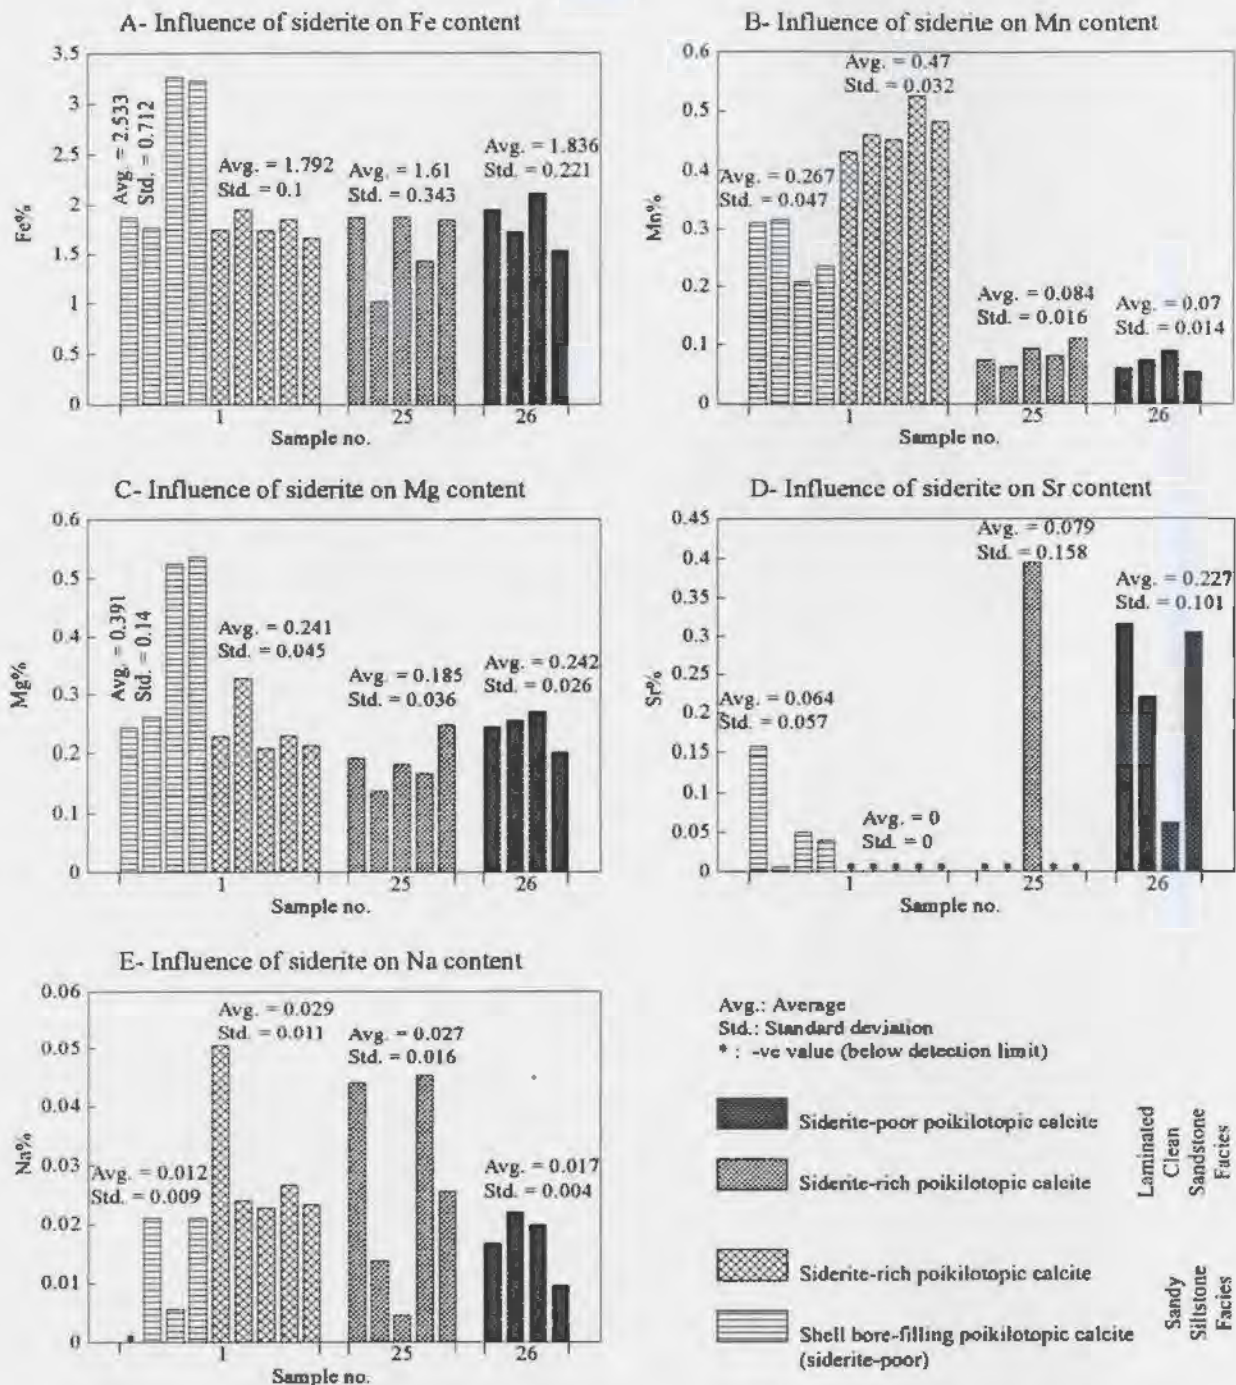 A- Influence of siderite on Fe content
3.5
3
2.5
2
1.5
1
0.5
0
Fe%
Avg. = 2.533
Std. = 0.712
Avg. = 1.792
Std. = 0.1
Avg. = 1.61
Std. = 0.343
Avg. = 1.836
Std. = 0.221
1
25
26
Sample no.
B- Influence of siderite on Mn content
0.6
0.5
0.4
0.3
0.2
0.1
0
Mn%
Avg. = 0.267
Std. = 0.047
Avg. = 0.47
Std. = 0.032
Avg. = 0.084
Std. = 0.016
Avg. = 0.07
Std. = 0.014
1
25
26
Sample no.
C- Influence of siderite on Mg content
0.6
0.5
0.4
0.3
0.2
0.1
0
Mg%
Avg. = 0.391
Std. = 0.14
Avg. = 0.241
Std. = 0.045
Avg. = 0.185
Std. = 0.036
Avg. = 0.242
Std. = 0.026
1
25
26
Sample no.
D- Influence of siderite on Sr content
0.45
0.4
0.35
0.3
0.25
0.2
0.15
0.1
0.05
0
Sr%
Avg. = 0.064
Std. = 0.057
Avg. = 0
Std. = 0
Avg. = 0.079
Std. = 0.158
Avg. = 0.227
Std. = 0.101
* * * * * * * * *
1
25
26
Sample no.
E- Influence of siderite on Na content
0.06
0.05
0.04
0.03
0.02
0.01
0
Na%
Avg. = 0.012
Std. = 0.009
Avg. = 0.029
Std. = 0.011
Avg. = 0.027
Std. = 0.016
Avg. = 0.017
Std. = 0.004
*
1
25
26
Sample no.
Avg.: Average
Std.: Standard deviation
* : -ve value (below detection limit)
Siderite-poor poikilotopic calcite
Siderite-rich poikilotopic calcite
Laminated
Clean
Sandstone
Facies
Siderite-rich poikilotopic calcite
Shell bore-filling poikilotopic calcite
(siderite-poor)
Sandy
Siltstone
Facies